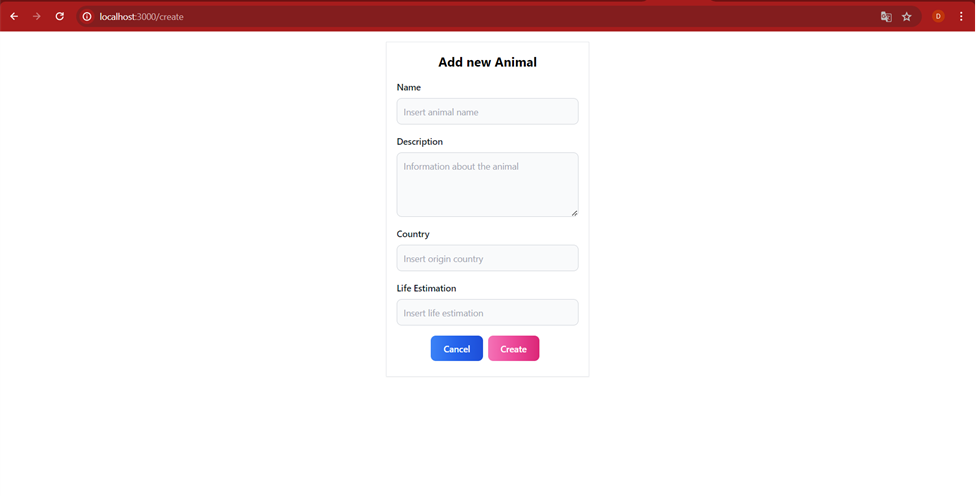 localhost:3000/create
D
Add new Animal
Name
Insert animal name
Description
Information about the animal
Country
Insert origin country
Life Estimation
Insert life estimation
Cancel Create